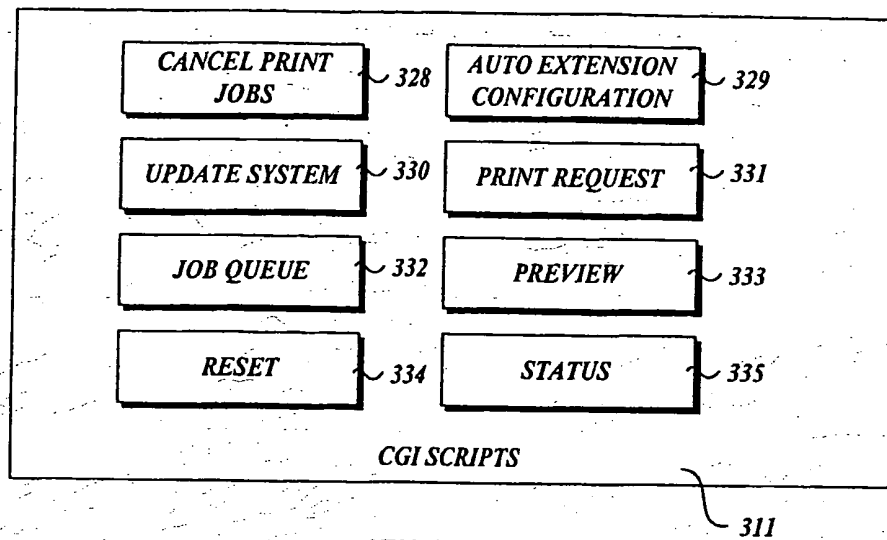 CANCEL PRINT
JOBS
328
AUTO EXTENSION
CONFIGURATION
329
UPDATE SYSTEM
330
PRINT REQUEST
331
JOB QUEUE
332
PREVIEW
333
RESET
334
STATUS
335
CGI SCRIPTS
311